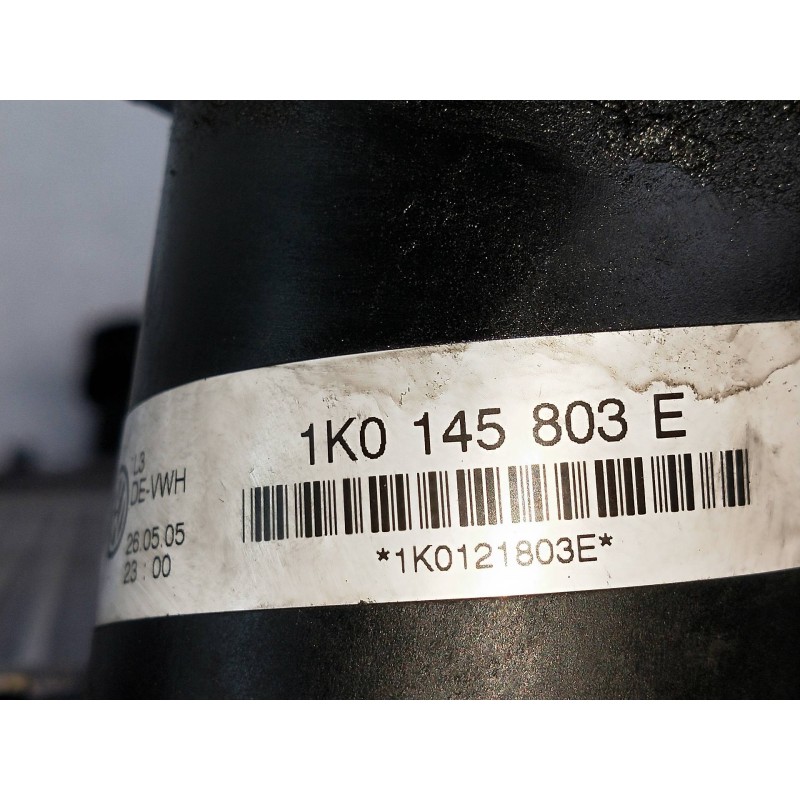 1K0 145 803 E
L3
DE-VWH
26.05.05
23 : 00
*1K0121803E*